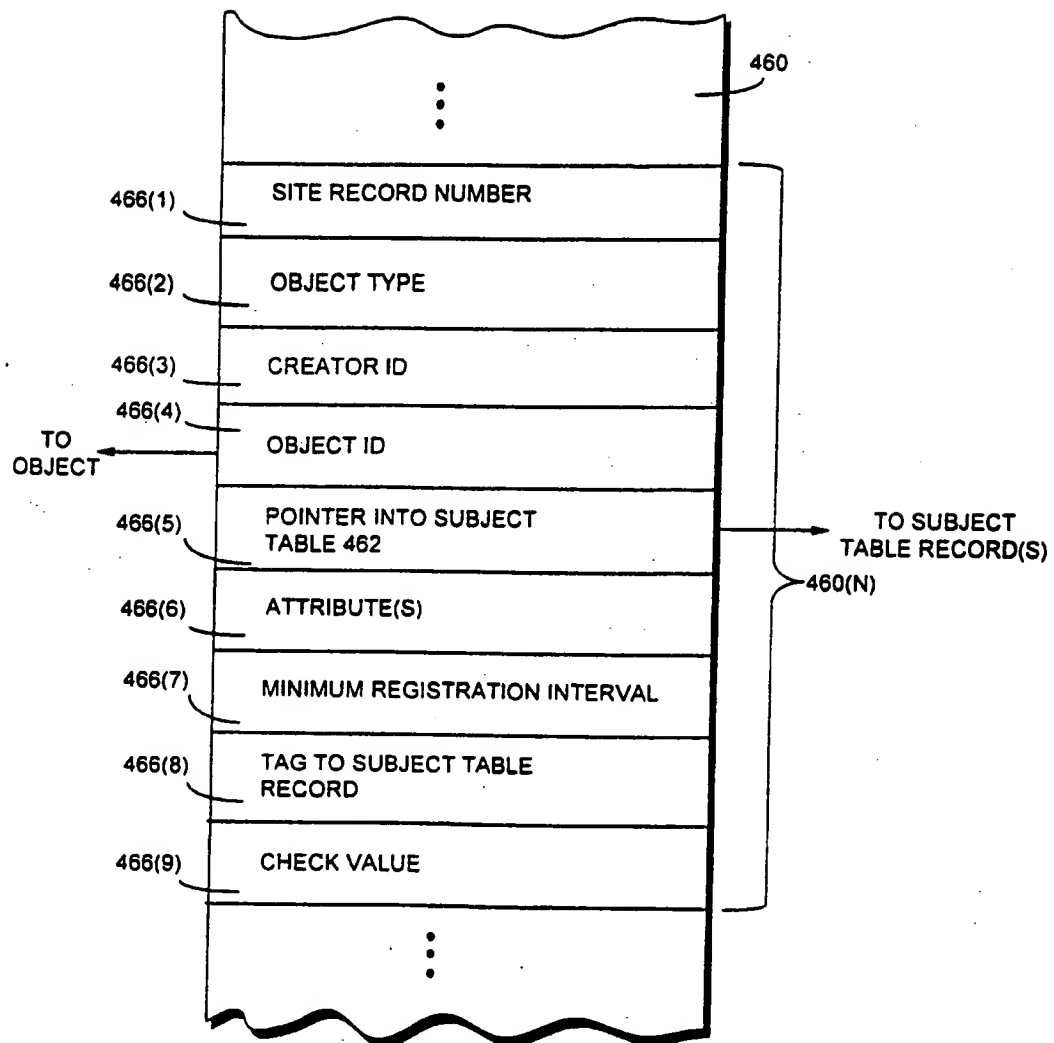 460
466(1)
SITE RECORD NUMBER
466(2)
OBJECT TYPE
466(3)
CREATOR ID
466(4)
TO
OBJECT
OBJECT ID
466(5)
POINTER INTO SUBJECT
TABLE 462
TO SUBJECT
TABLE RECORD(S)
460(N)
466(6)
ATTRIBUTE(S)
466(7)
MINIMUM REGISTRATION INTERVAL
466(8)
TAG TO SUBJECT TABLE
RECORD
466(9)
CHECK VALUE